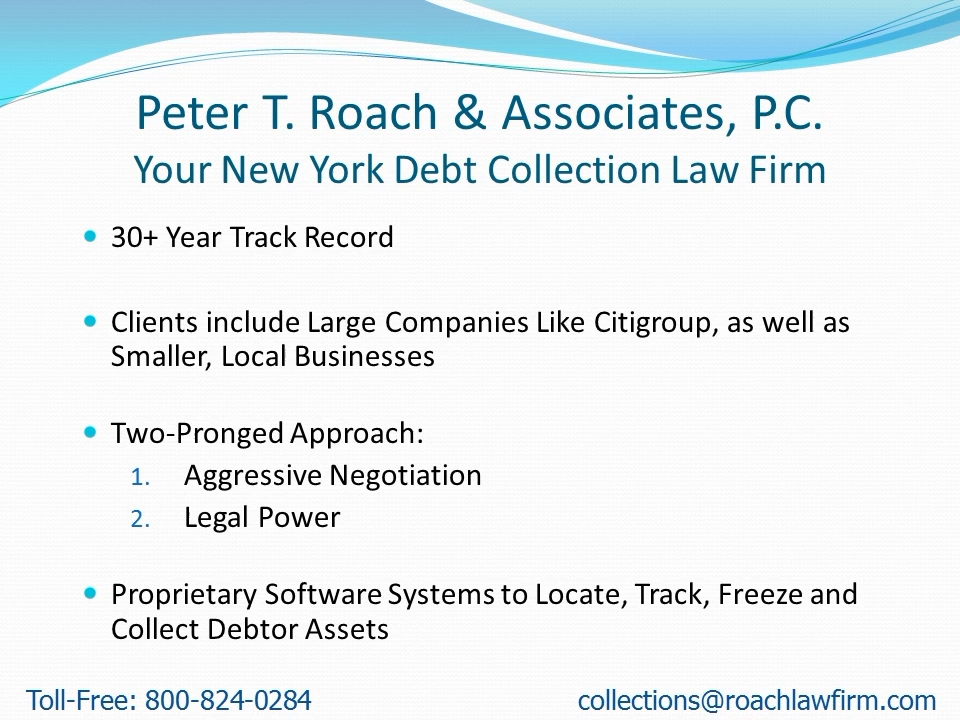 Peter T. Roach & Associates, P.C.
Your New York Debt Collection Law Firm
• 30+ Year Track Record
• Clients include Large Companies Like Citigroup, as well as
Smaller, Local Businesses
• Two-Pronged Approach:
1. Aggressive Negotiation
2. Legal Power
• Proprietary Software Systems to Locate, Track, Freeze and
Collect Debtor Assets
Toll-Free: 800-824-0284 collections@roachlawfirm.com